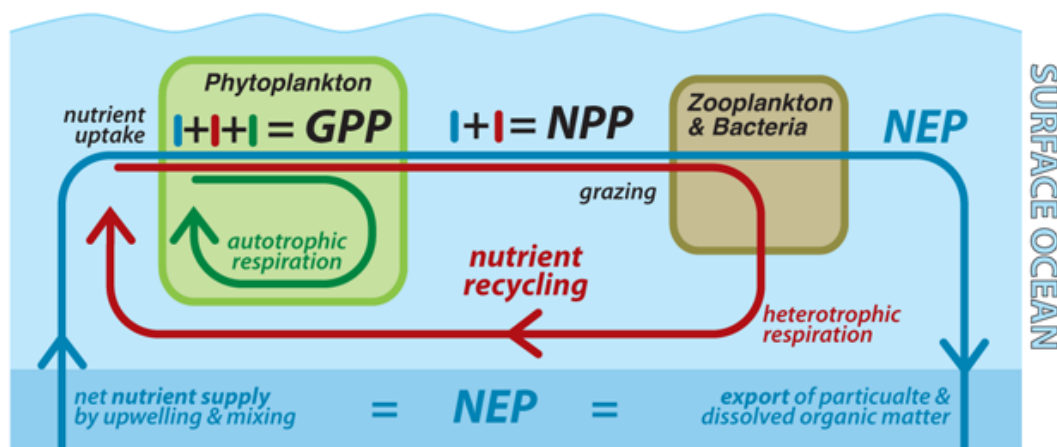 Phytoplankton
nutrient
uptake
|+|+| = GPP
|+| = NPP
Zooplankton
& Bacteria
NEP
SURFACE OCEAN
grazing
autotrophic
respiration
nutrient
recycling
heterotrophic
respiration
net nutrient supply
by upwelling & mixing
= NEP =
export of particualte &
dissolved organic matter